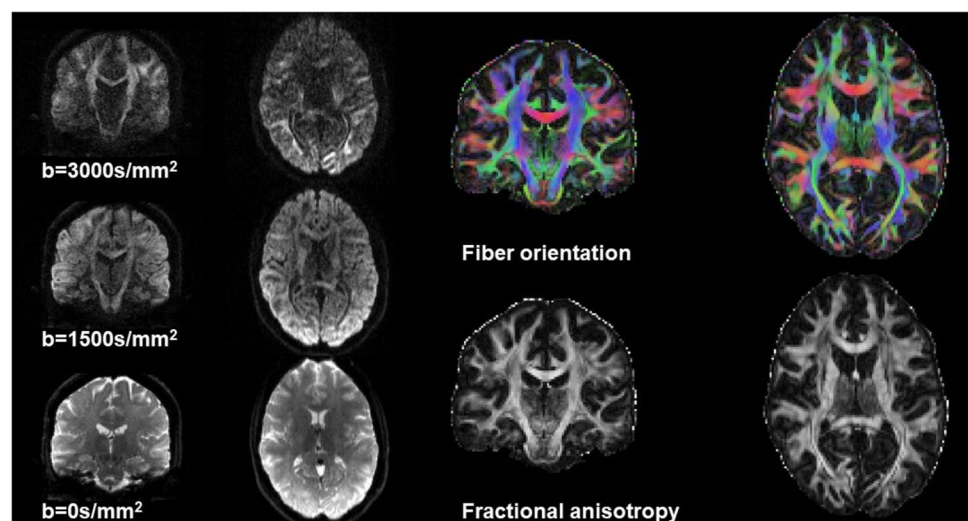 b=3000s/mm²
Fiber orientation
b=1500s/mm²
b=0s/mm²
Fractional anisotropy